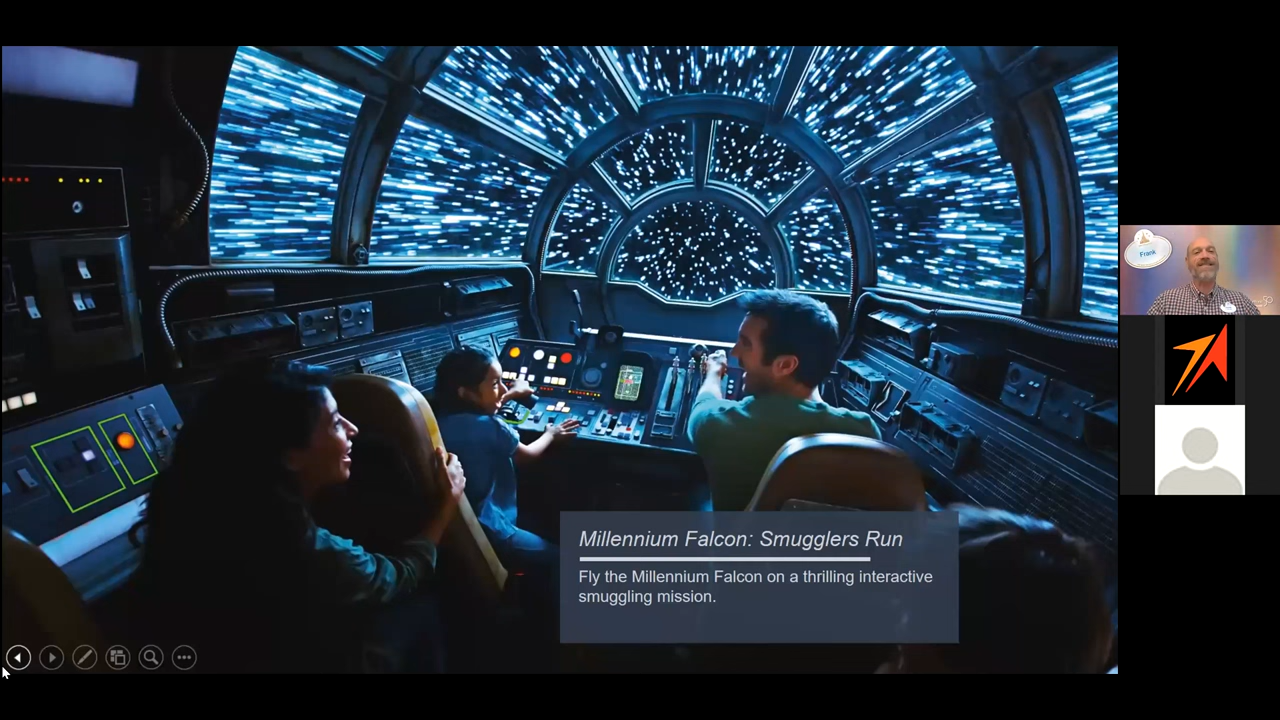 Millennium Falcon: Smugglers Run
Fly the Millennium Falcon on a thrilling interactive
smuggling mission.
Frank